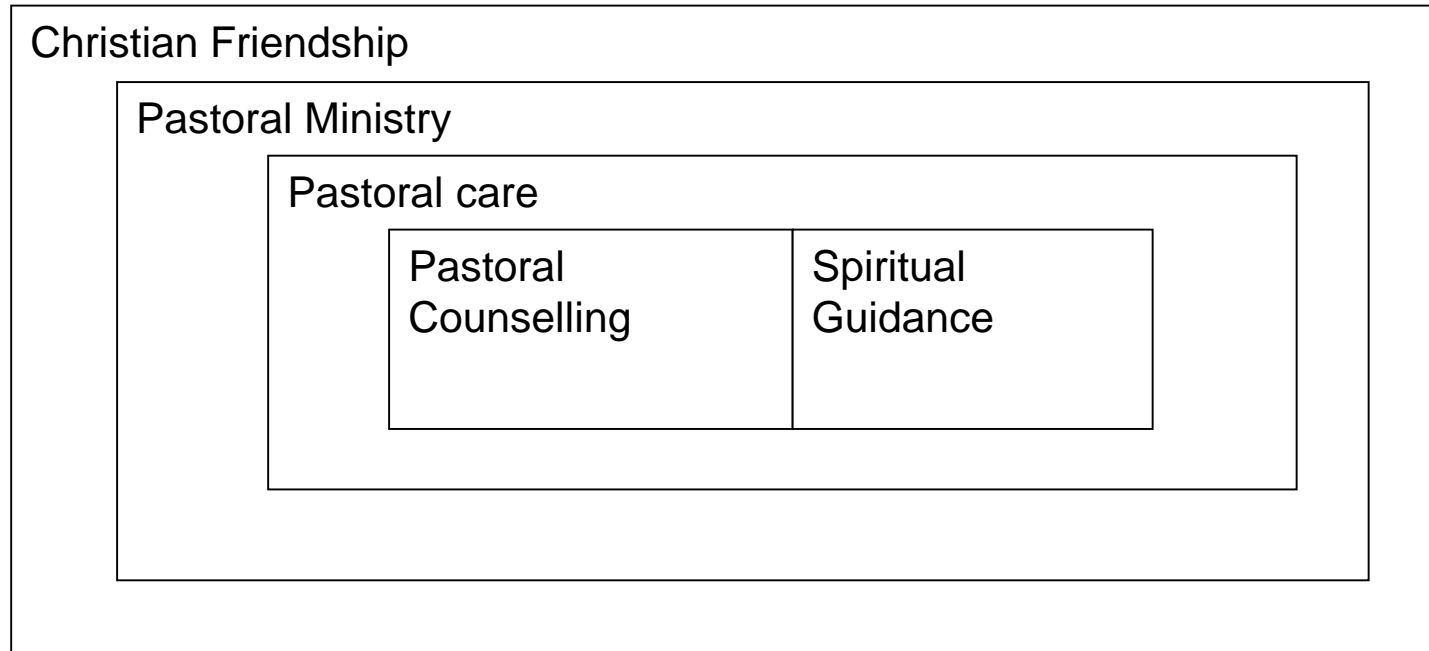 Christian Friendship
Pastoral Ministry
Pastoral care
Pastoral
Counselling
Spiritual
Guidance